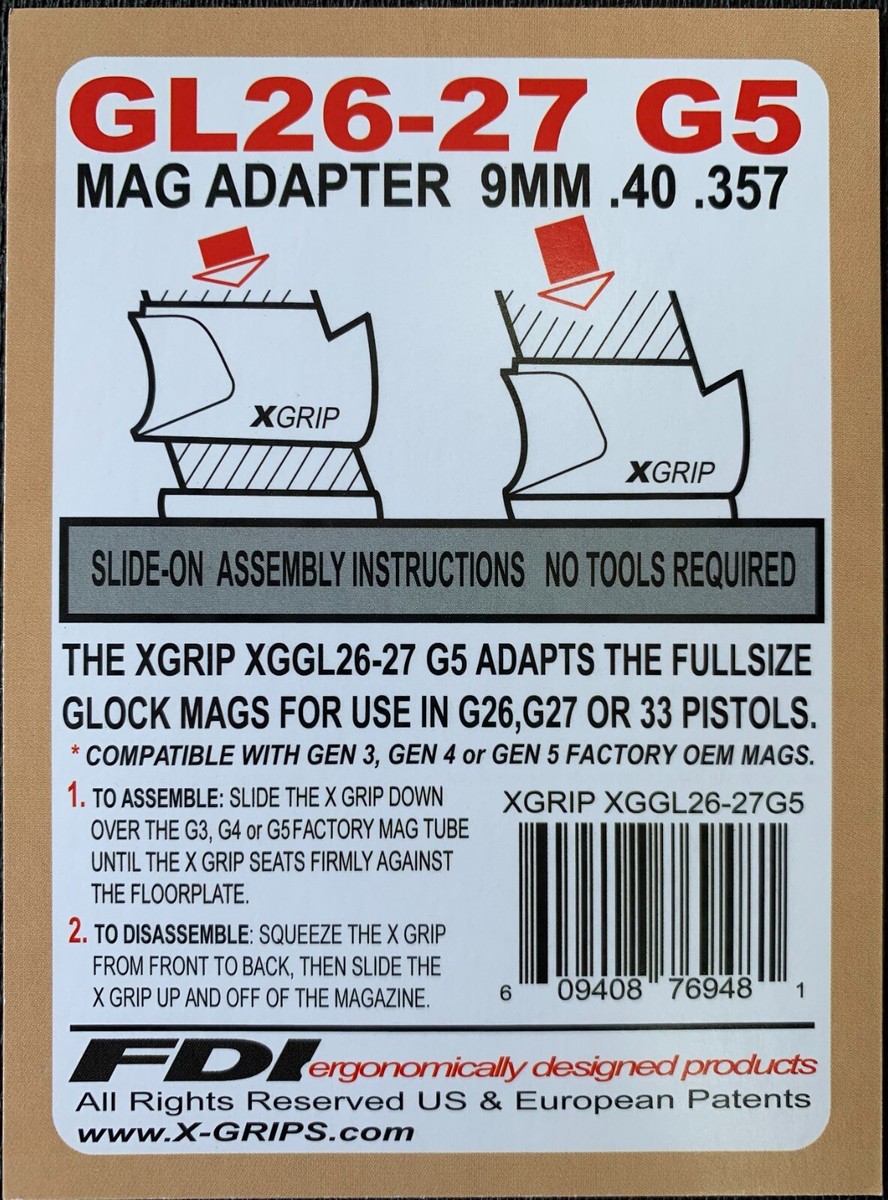 GL26-27 G5
MAG ADAPTER 9MM .40 .357
XGRIP
XGRIP
SLIDE-ON ASSEMBLY INSTRUCTIONS NO TOOLS REQUIRED
THE XGRIP XGGL26-27 G5 ADAPTS THE FULLSIZE
GLOCK MAGS FOR USE IN G26,G27 OR 33 PISTOLS.
* COMPATIBLE WITH GEN 3, GEN 4 or GEN 5 FACTORY OEM MAGS.
1. TO ASSEMBLE: SLIDE THE X GRIP DOWN
OVER THE G3, G4 or G5 FACTORY MAG TUBE
UNTIL THE X GRIP SEATS FIRMLY AGAINST
THE FLOORPLATE.
2. TO DISASSEMBLE: SQUEEZE THE X GRIP
FROM FRONT TO BACK, THEN SLIDE THE
X GRIP UP AND OFF OF THE MAGAZINE.
XGRIP XGGL26-27G5
6 09408 76948 1
FDI ergonomically designed products
All Rights Reserved US & European Patents
www.X-GRIPS.com